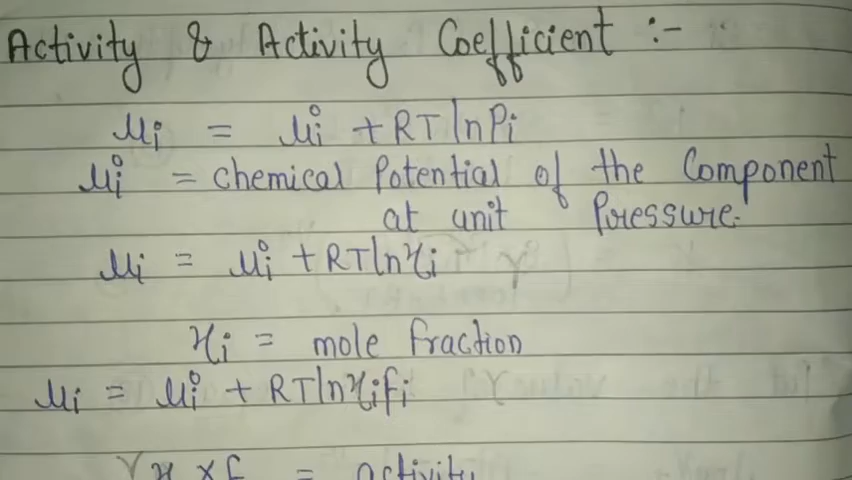 Activity & Activity Coefficient :-
μi = μi° + RT ln Pi
μi° = chemical Potential of the Component
at unit Pressure.
μi = μi° + RT ln xi
xi = mole fraction
μi = μi° + RT ln xi fi
= activity